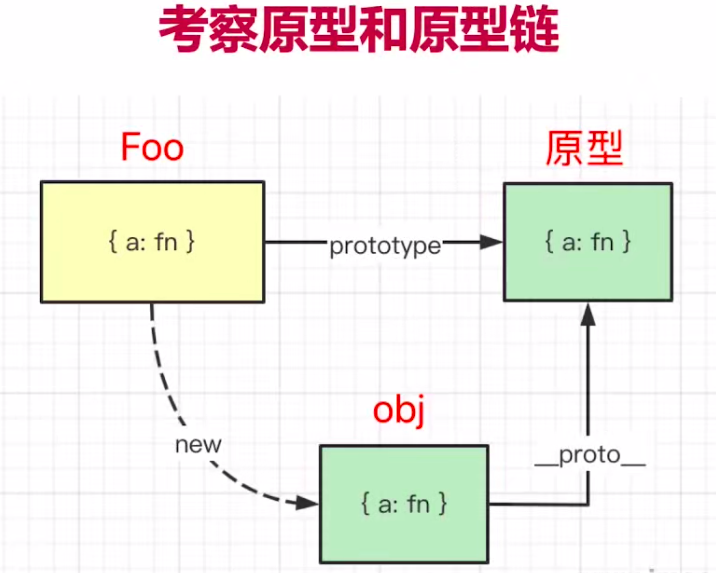 考察原型和原型链
Foo
原型
{ a: fn }
prototype
{ a: fn }
obj
new
__proto__
{ a: fn }